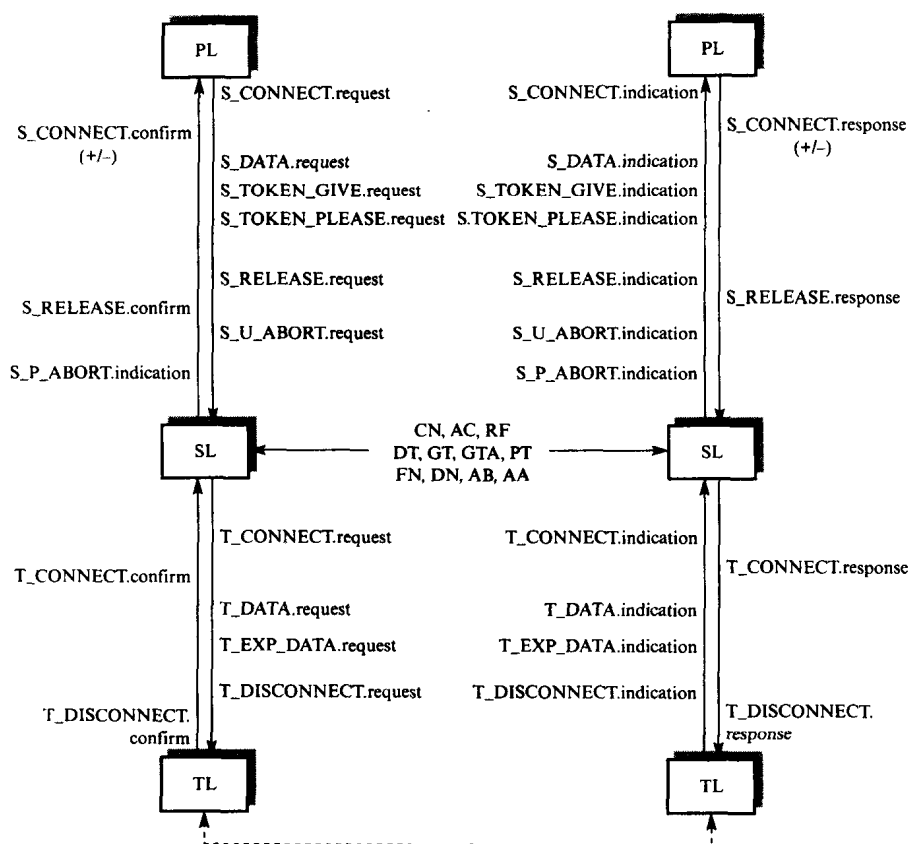 PL
PL
S_CONNECT.request
S_CONNECT.indication
S_CONNECT.confirm
(+/–)
S_CONNECT.response
(+/–)
S_DATA.request
S_DATA.indication
S_TOKEN_GIVE.request
S_TOKEN_GIVE.indication
S_TOKEN_PLEASE.request
S.TOKEN_PLEASE.indication
S_RELEASE.request
S_RELEASE.indication
S_RELEASE.confirm
S_RELEASE.response
S_U_ABORT.request
S_U_ABORT.indication
S_P_ABORT.indication
S_P_ABORT.indication
SL
CN, AC, RF
DT, GT, GTA, PT
FN, DN, AB, AA
SL
T_CONNECT.request
T_CONNECT.indication
T_CONNECT.confirm
T_CONNECT.response
T_DATA.request
T_DATA.indication
T_EXP_DATA.request
T_EXP_DATA.indication
T_DISCONNECT.request
T_DISCONNECT.indication
T_DISCONNECT.
confirm
T_DISCONNECT.
response
TL
TL